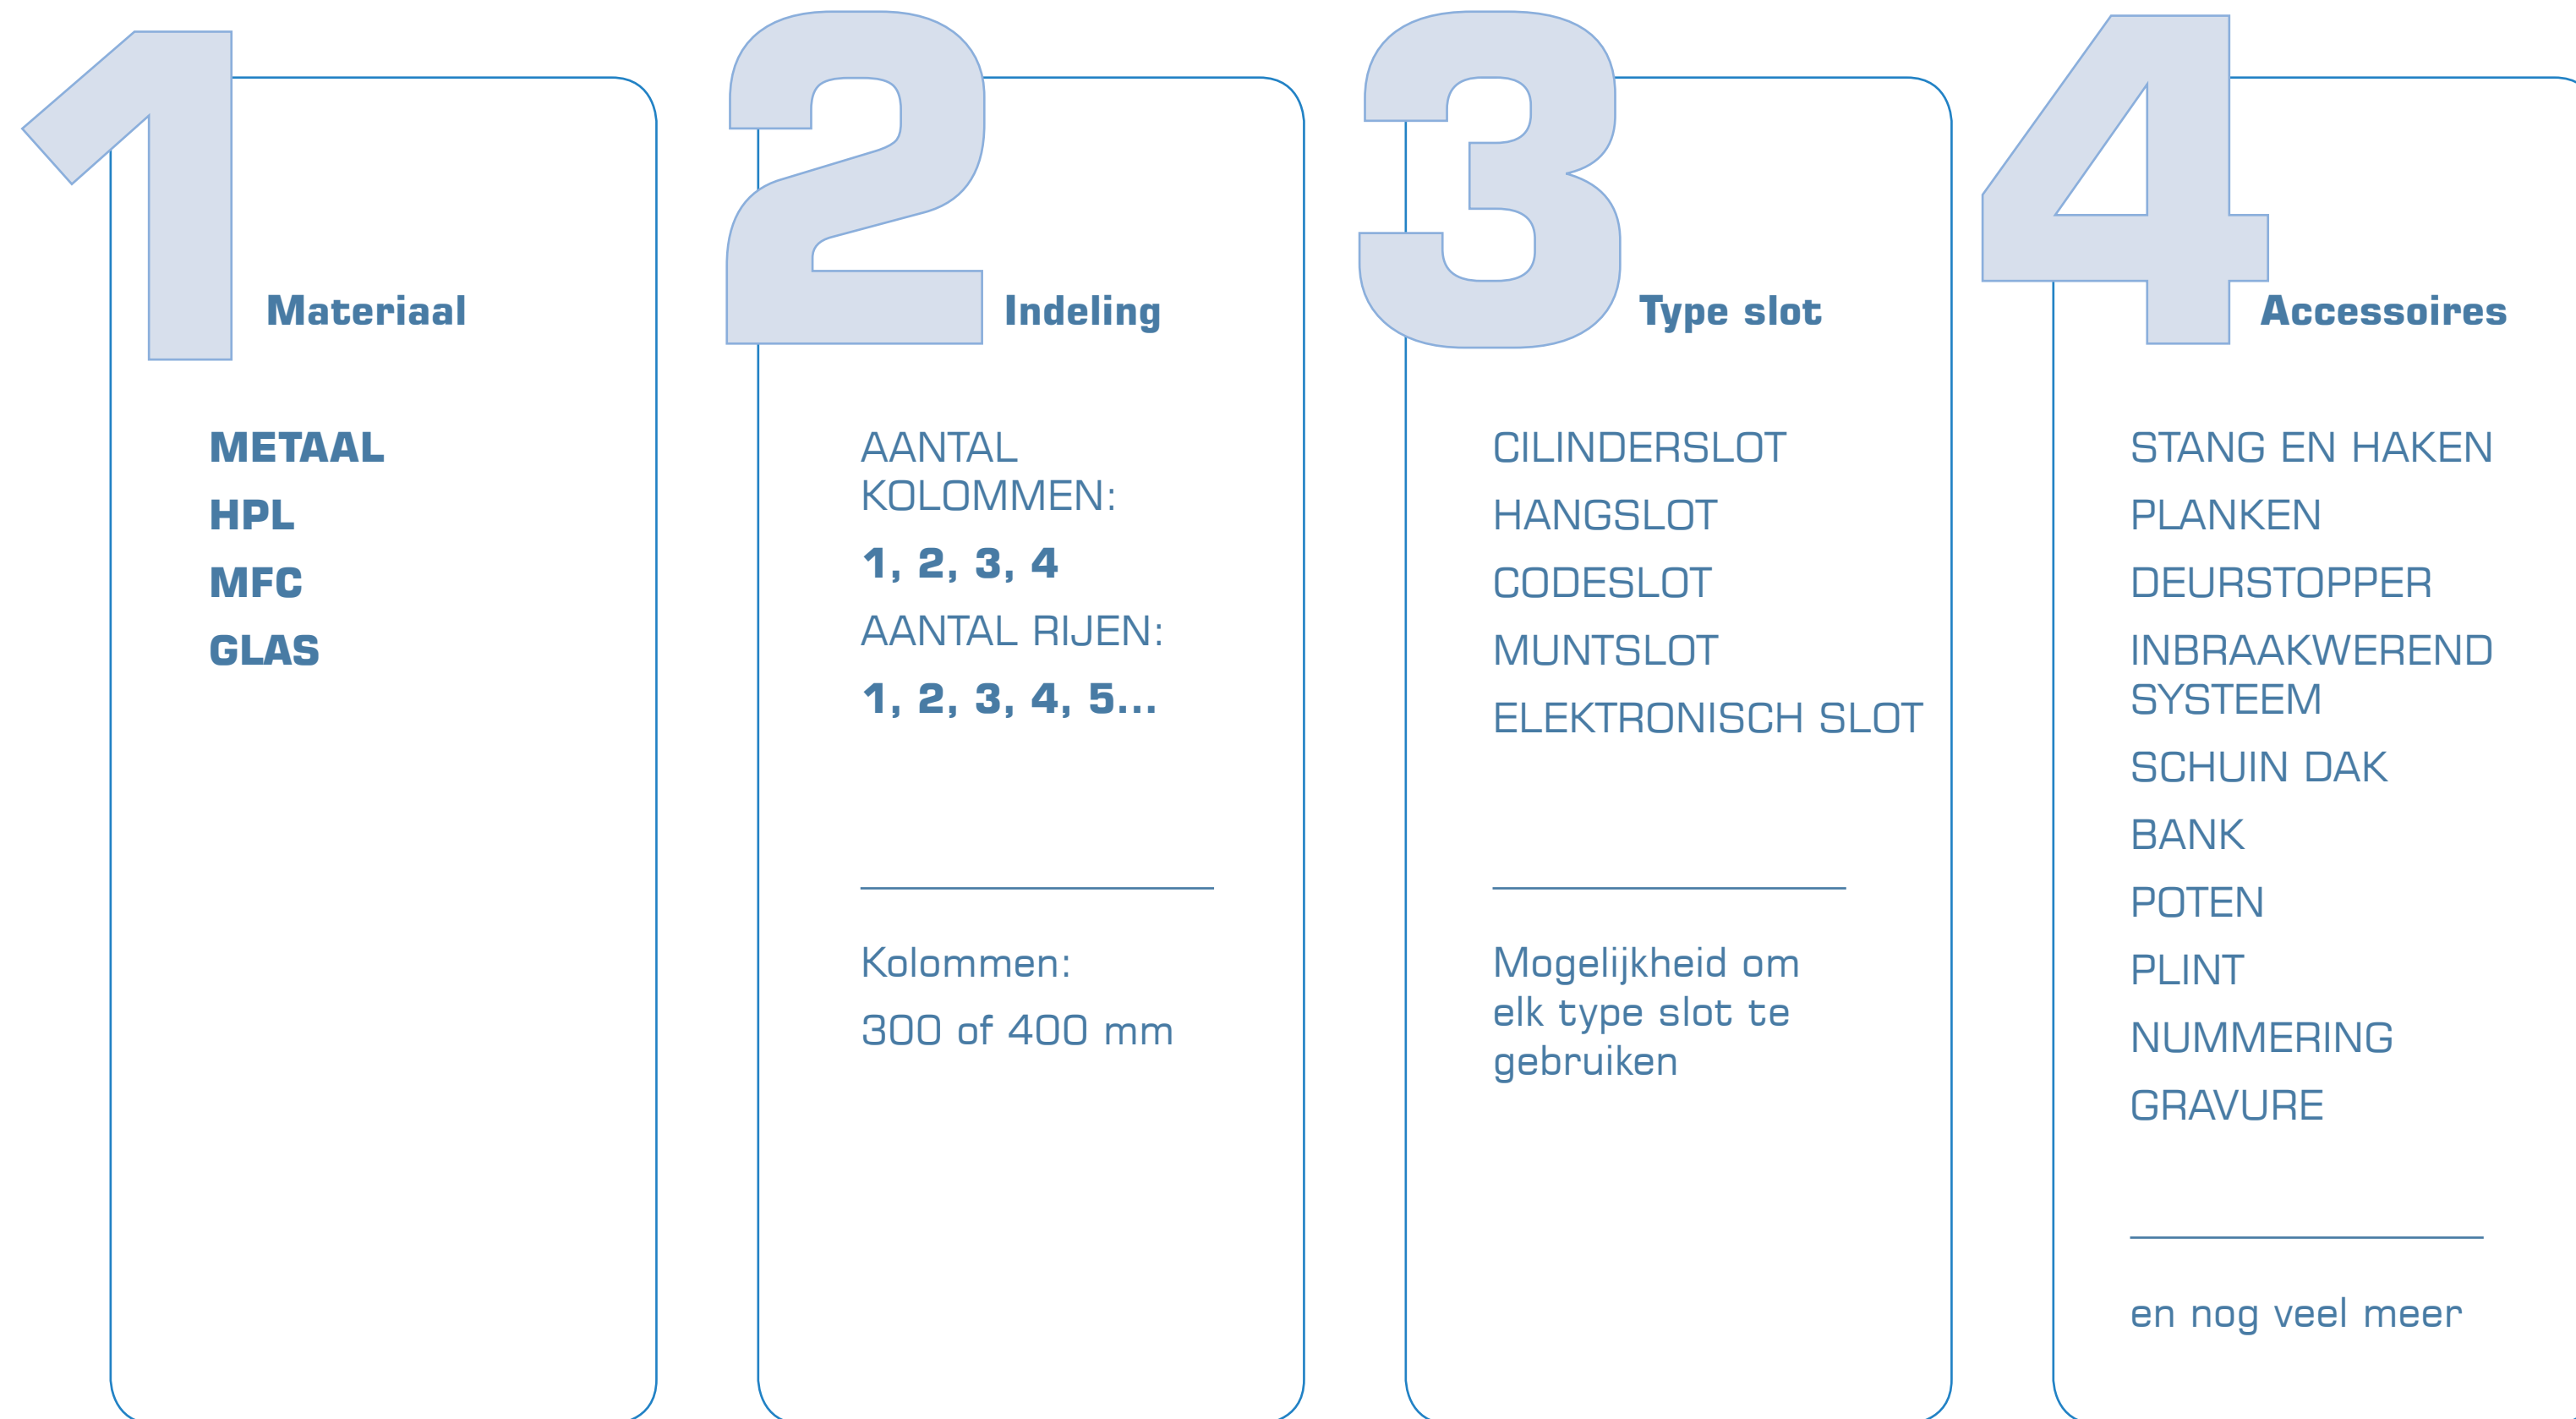 1
Materiaal
METAAL
HPL
MFC
GLAS
2
Indeling
AANTAL
KOLOMMEN:
1, 2, 3, 4
AANTAL RIJEN:
1, 2, 3, 4, 5...
Kolommen:
300 of 400 mm
3
Type slot
CILINDERSLOT
HANGSLOT
CODESLOT
MUNTSLOT
ELEKTRONISCH SLOT
Mogelijkheid om
elk type slot te
gebruiken
4
Accessoires
STANG EN HAKEN
PLANKEN
DEURSTOPPER
INBRAAKWEREND
SYSTEEM
SCHUIN DAK
BANK
POTEN
PLINT
NUMMERING
GRAVURE
en nog veel meer